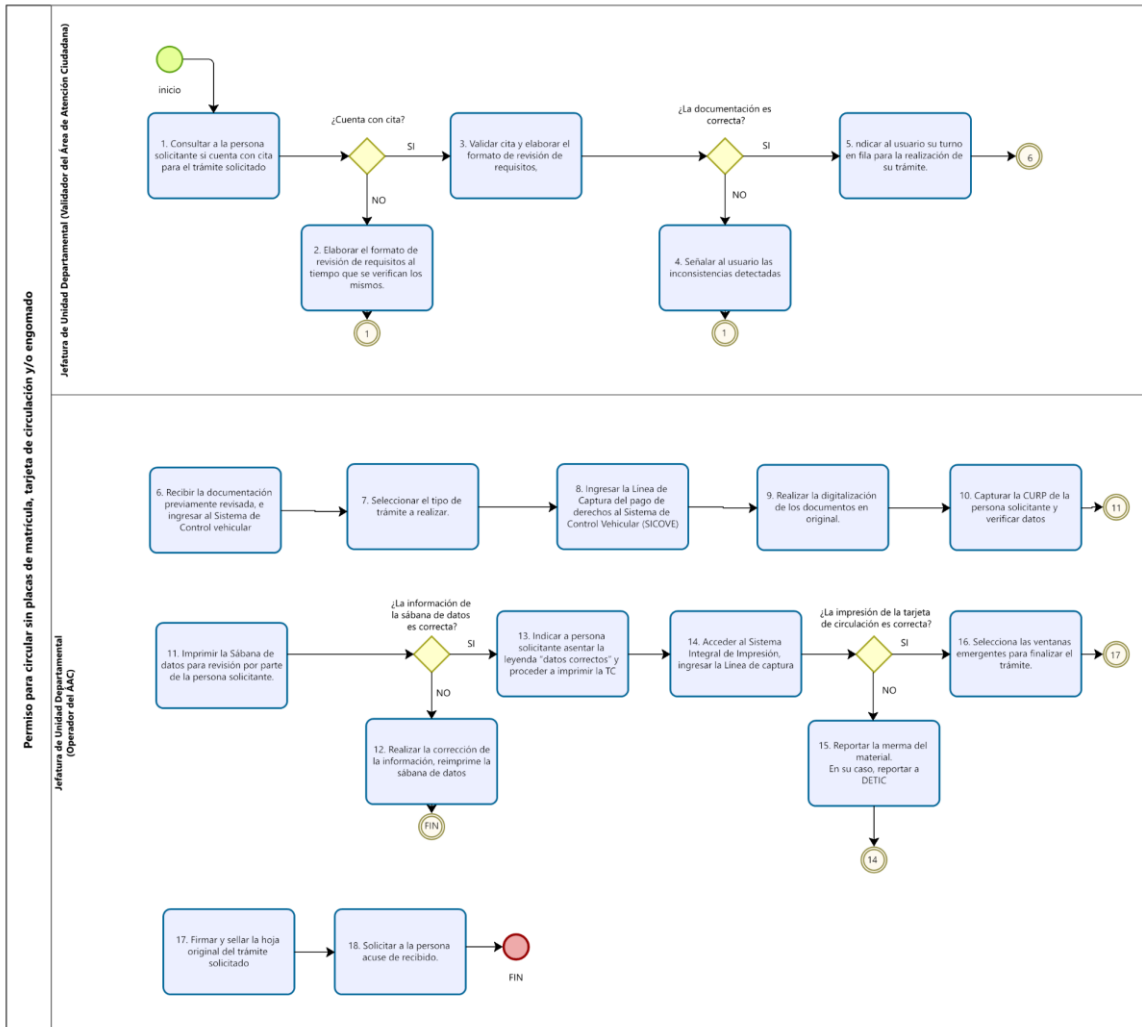 Permiso para circular sin placas de matrícula, tarjeta de circulación y/o engomado
Jefatura de Unidad Departamental (Validador del Área de Atención Ciudadana)
inicio
1. Consultar a la persona
solicitante si cuenta con cita
para el trámite solicitado
¿Cuenta con cita?
SI
NO
2. Elaborar el formato de
revisión de requisitos al
tiempo que se verifican los
mismos.
1
3. Validar cita y elaborar el
formato de revisión de
requisitos,
¿La documentación es
correcta?
SI
NO
4. Señalar al usuario las
inconsistencias detectadas
1
5. ndicar al usuario su turno
en fila para la realización de
su trámite.
6
Jefatura de Unidad Departamental
(Operador del ÁAC)
6. Recibir la documentación
previamente revisada, e
ingresar al Sistema de
Control vehicular
7. Seleccionar el tipo de
trámite a realizar.
8. Ingresar la Línea de
Captura del pago de
derechos al Sistema de
Control Vehicular (SICOVE)
9. Realizar la digitalización
de los documentos en
original.
10. Capturar la CURP de la
persona solicitante y
verificar datos
11
11. Imprimir la Sábana de
datos para revisión por parte
de la persona solicitante.
¿La información de
la sábana de datos
es correcta?
SI
NO
12. Realizar la corrección de
la información, reimprime la
sábana de datos
FIN
13. Indicar a persona
solicitante asentar la
leyenda "datos correctos" y
proceder a imprimir la TC
14. Acceder al Sistema
Integral de Impresión,
ingresar la Línea de captura
¿La impresión de la tarjeta
de circulación es correcta?
SI
NO
15. Reportar la merma del
material.
En su caso, reportar a
DETIC
14
16. Selecciona las ventanas
emergentes para finalizar el
trámite.
17
17. Firmar y sellar la hoja
original del trámite
solicitado
18. Solicitar a la persona
acuse de recibido.
FIN